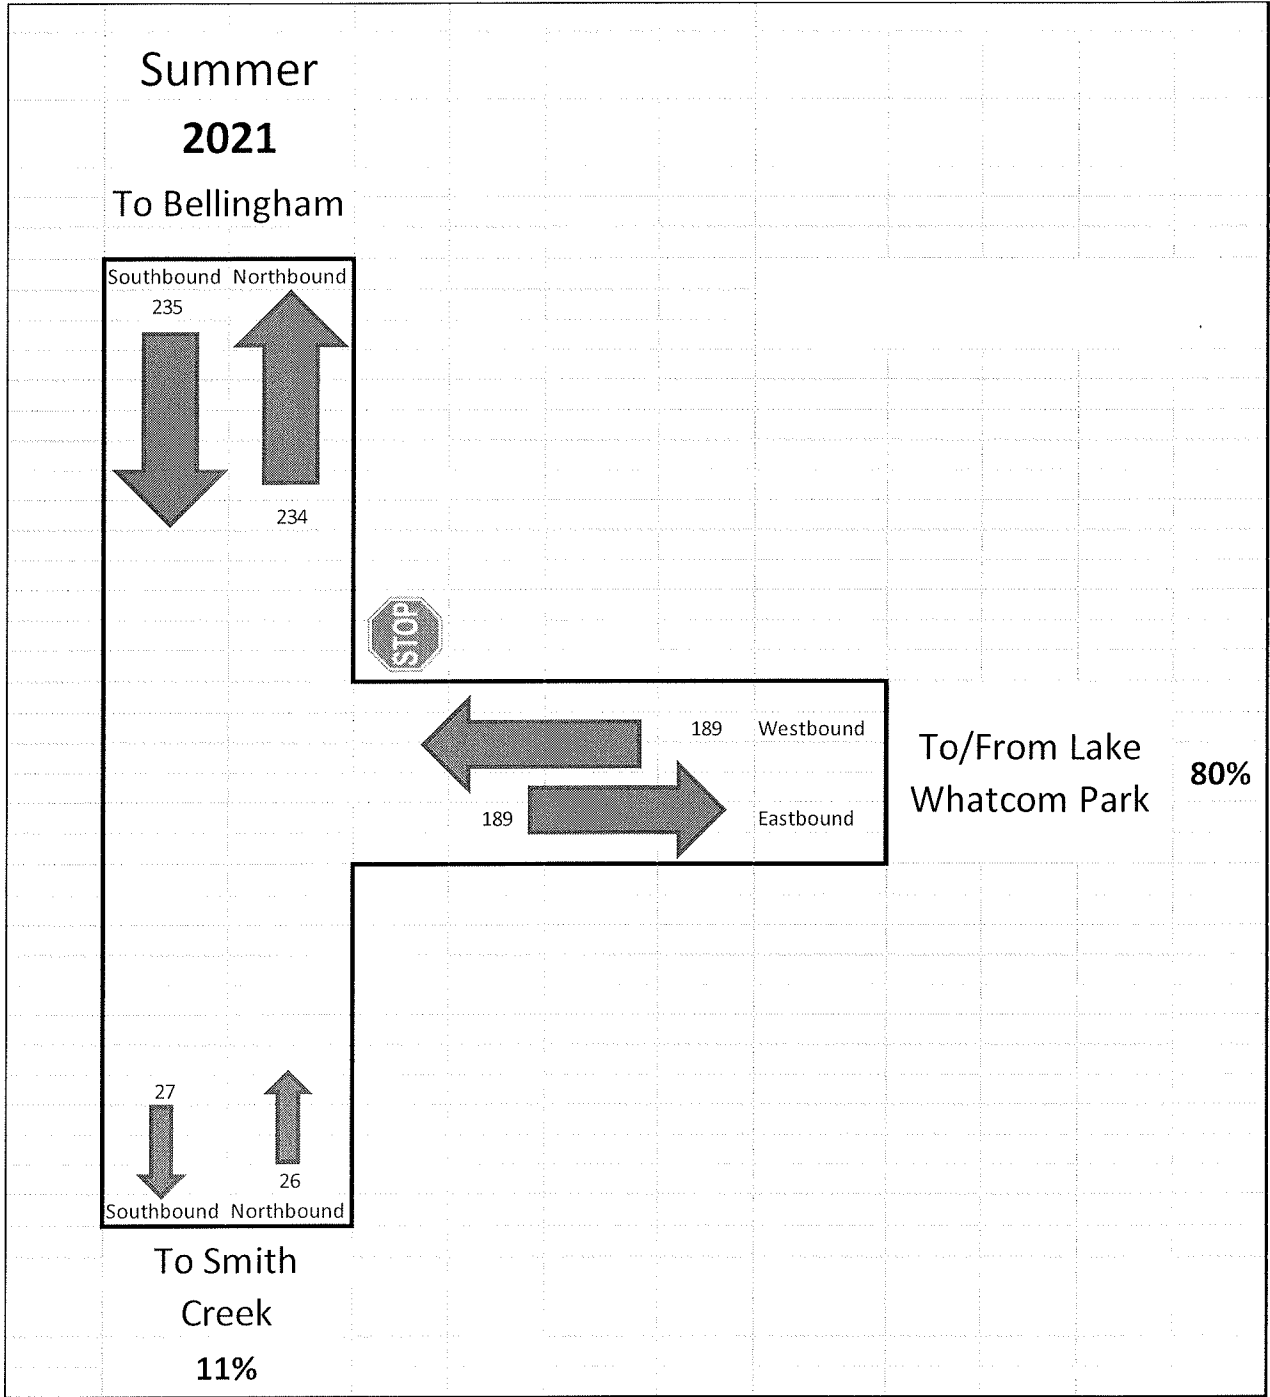 Summer
2021
To Bellingham
Southbound Northbound
235
234
STOP
189 Westbound
189 Eastbound
To/From Lake
Whatcom Park
80%
27
26
Southbound Northbound
To Smith
Creek
11%